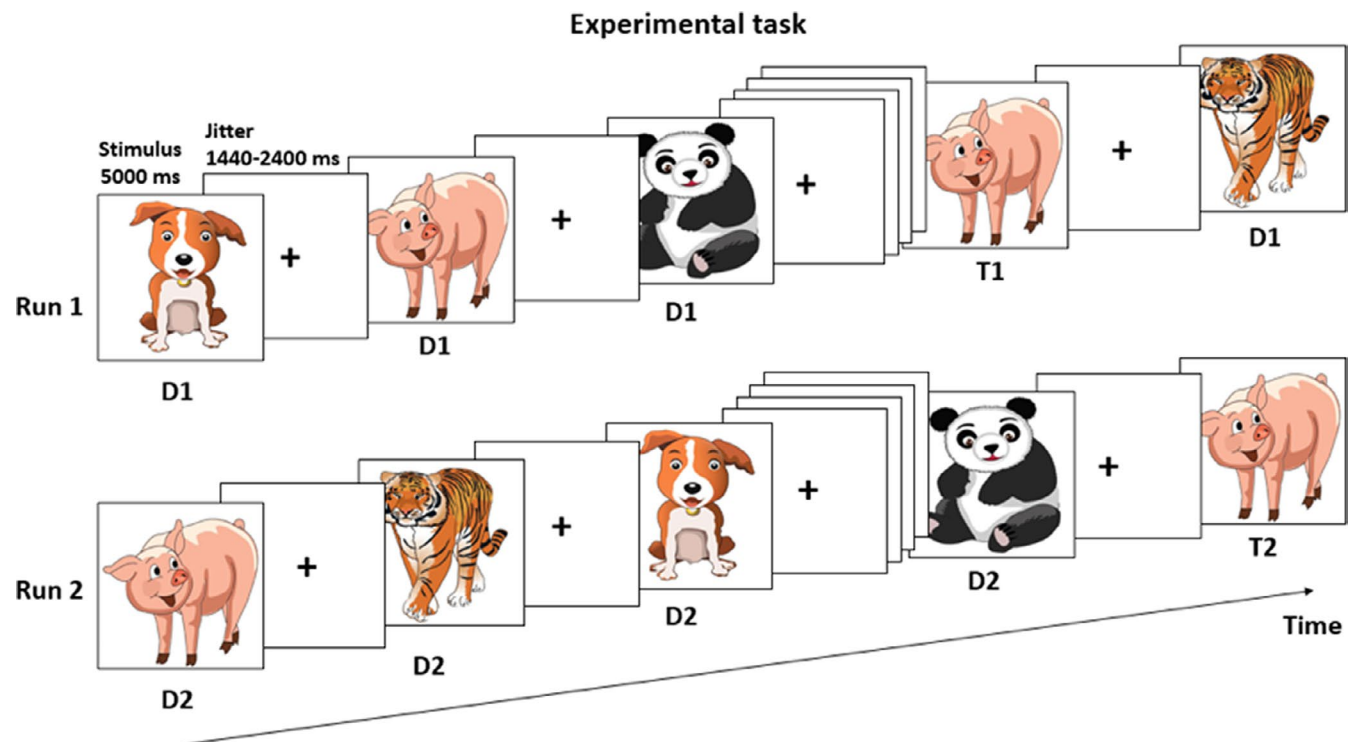 Experimental task
Stimulus
5000 ms
Jitter
1440-2400 ms
+
+
+
+
Run 1
D1
D1
D1
T1
D1
+
+
+
+
Run 2
D2
D2
D2
D2
T2
Time